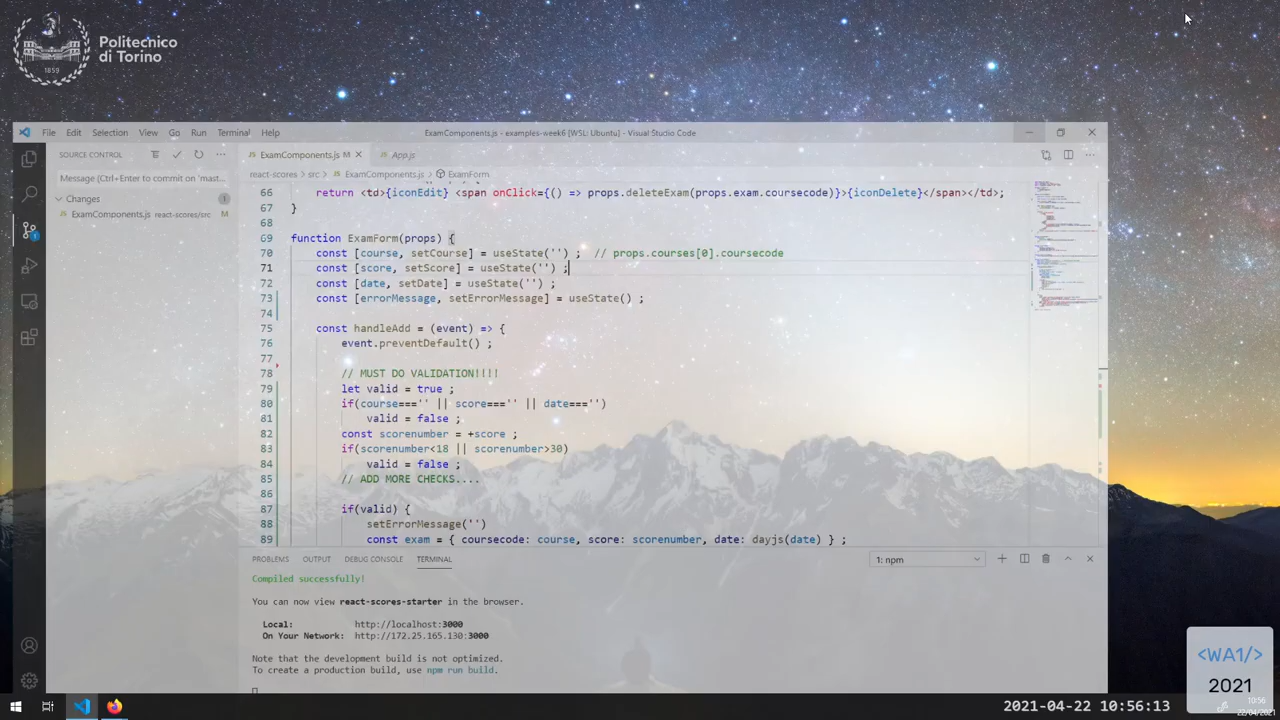 Politecnico
di Torino
1859
File Edit Selection View Go Run Terminal Help
ExamComponents.js - examples-week6 [WSL: Ubuntu] - Visual Studio Code
SOURCE CONTROL
ExamComponents.js M
App.js
Message (Ctrl+Enter to commit on 'mast...
react-scores > src > ExamComponents.js > ExamForm
Changes 1
ExamComponents.js react-scores/src M
66 return <td>{iconEdit} <span onClick={() => props.deleteExam(props.exam.coursecode)}>{iconDelete}</span></td>;
67 }
68
69 function ExamForm(props) {
70 const [course, setCourse] = useState('') ; // props.courses[0].coursecode
71 const [score, setScore] = useState('') ;
72 const [date, setDate] = useState('') ;
73 const [errorMessage, setErrorMessage] = useState() ;
74
75 const handleAdd = (event) => {
76 event.preventDefault() ;
77
78 // MUST DO VALIDATION!!!!
79 let valid = true ;
80 if(course==='' || score==='' || date==='')
81 valid = false ;
82 const scorenumber = +score ;
83 if(scorenumber<18 || scorenumber>30)
84 valid = false ;
85 // ADD MORE CHECKS....
86
87 if(valid) {
88 setErrorMessage('')
89 const exam = { coursecode: course, score: scorenumber, date: dayjs(date) } ;
PROBLEMS OUTPUT DEBUG CONSOLE TERMINAL
1: npm
Compiled successfully!
You can now view react-scores-starter in the browser.
Local: http://localhost:3000
On Your Network: http://172.25.165.130:3000
Note that the development build is not optimized.
To create a production build, use npm run build.
<WA1/>
2021
2021-04-22 10:56:13
10:56
22/04/2021